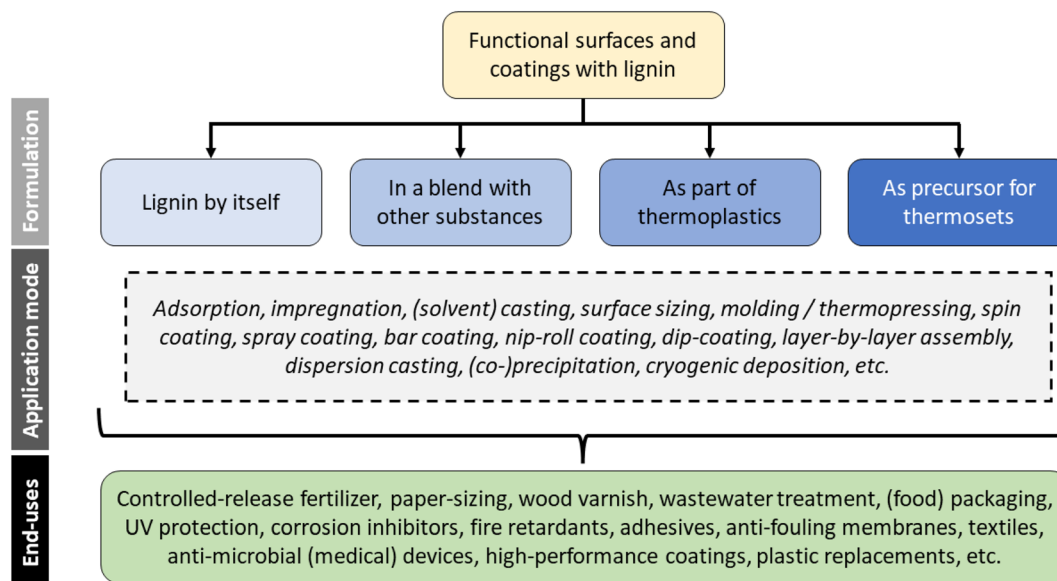 Functional surfaces and
coatings with lignin
Formulation
Lignin by itself
In a blend with
other substances
As part of
thermoplastics
As precursor for
thermosets
Application mode
Adsorption, impregnation, (solvent) casting, surface sizing, molding / thermopressing, spin
coating, spray coating, bar coating, nip-roll coating, dip-coating, layer-by-layer assembly,
dispersion casting, (co-)precipitation, cryogenic deposition, etc.
End-uses
Controlled-release fertilizer, paper-sizing, wood varnish, wastewater treatment, (food) packaging,
UV protection, corrosion inhibitors, fire retardants, adhesives, anti-fouling membranes, textiles,
anti-microbial (medical) devices, high-performance coatings, plastic replacements, etc.